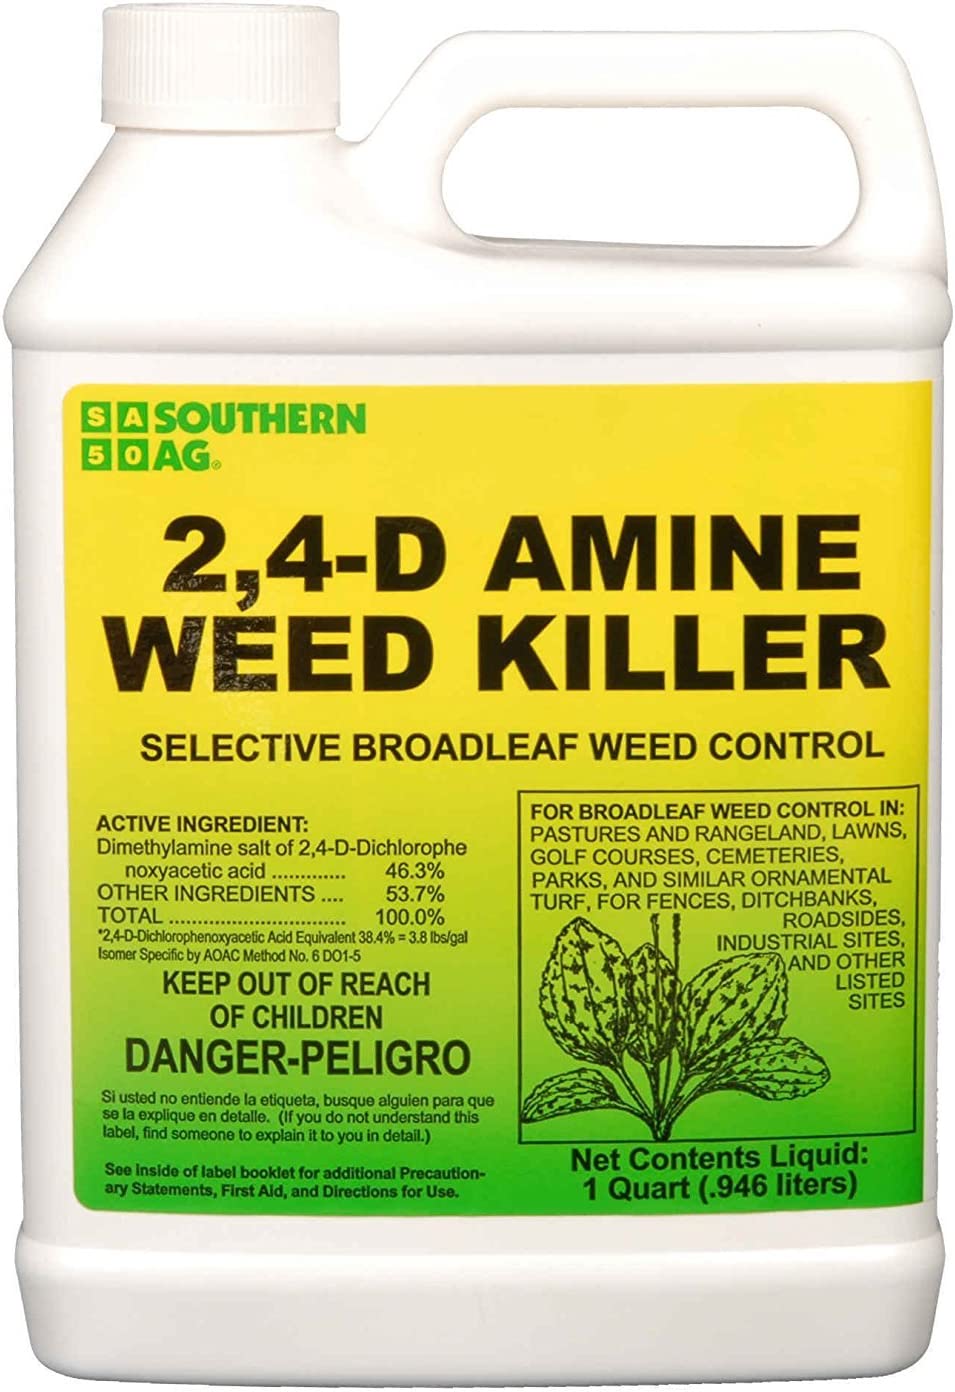 SA SOUTHERN
50 AG®
2,4-D AMINE
WEED KILLER
SELECTIVE BROADLEAF WEED CONTROL
ACTIVE INGREDIENT:
Dimethylamine salt of 2,4-D-Dichlorophe
noxyacetic acid ............. 46.3%
OTHER INGREDIENTS .... 53.7%
TOTAL ........................... 100.0%
*2,4-D-Dichlorophenoxyacetic Acid Equivalent 38.4% = 3.8 lbs/gal
Isomer Specific by AOAC Method No. 6 DO1-5
KEEP OUT OF REACH
OF CHILDREN
DANGER-PELIGRO
Si usted no entiende la etiqueta, busque alguien para que
se la explique en detalle. (If you do not understand this
label, find someone to explain it to you in detail.)
See inside of label booklet for additional Precaution-
ary Statements, First Aid, and Directions for Use.
FOR BROADLEAF WEED CONTROL IN:
PASTURES AND RANGELAND, LAWNS,
GOLF COURSES, CEMETERIES,
PARKS, AND SIMILAR ORNAMENTAL
TURF, FOR FENCES, DITCHBANKS,
ROADSIDES,
INDUSTRIAL SITES,
AND OTHER
LISTED
SITES
Net Contents Liquid:
1 Quart (.946 liters)